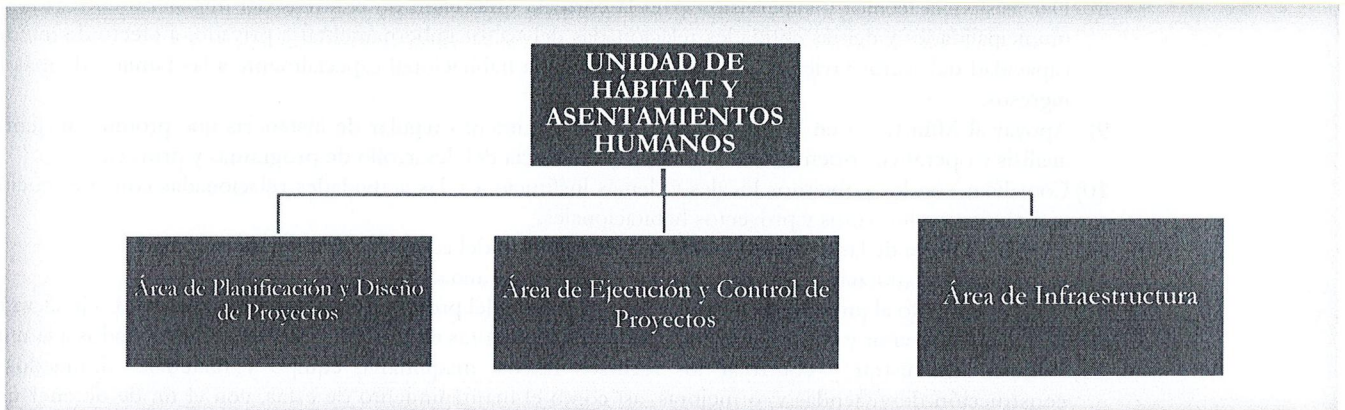 UNIDAD DE
HÁBITAT Y
ASENTAMIENTOS
HUMANOS
Área de Planificación y Diseño
de Proyectos
Área de Ejecución y Control de
Proyectos
Área de Infraestructura